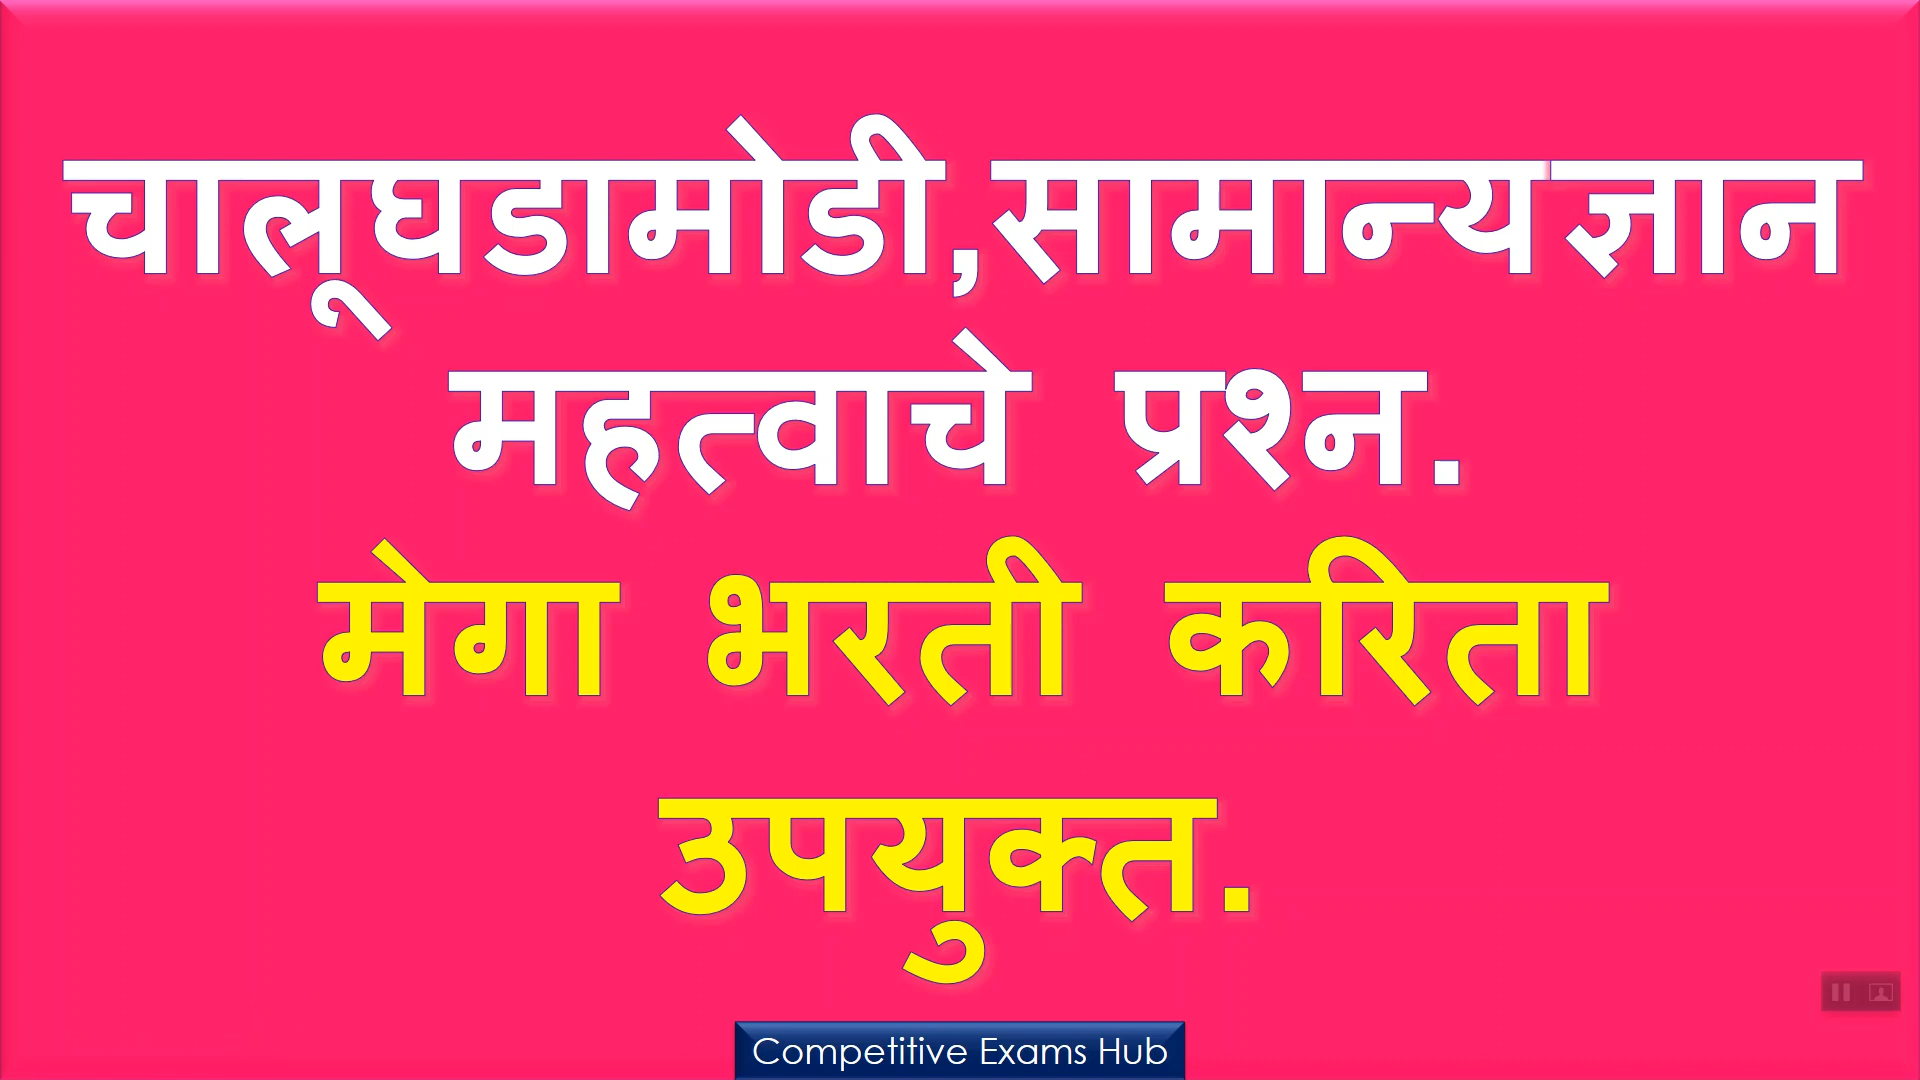 चालूघडामोडी,सामान्यज्ञान
महत्वाचे प्रश्न.
मेगा भरती करिता
उपयुक्त.
Competitive Exams Hub